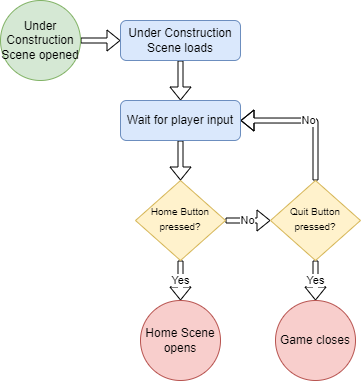 Under
Construction
Scene opened
Under Construction
Scene loads
Wait for player input
No
Home Button
pressed?
No
Quit Button
pressed?
Yes
Yes
Home Scene
opens
Game closes